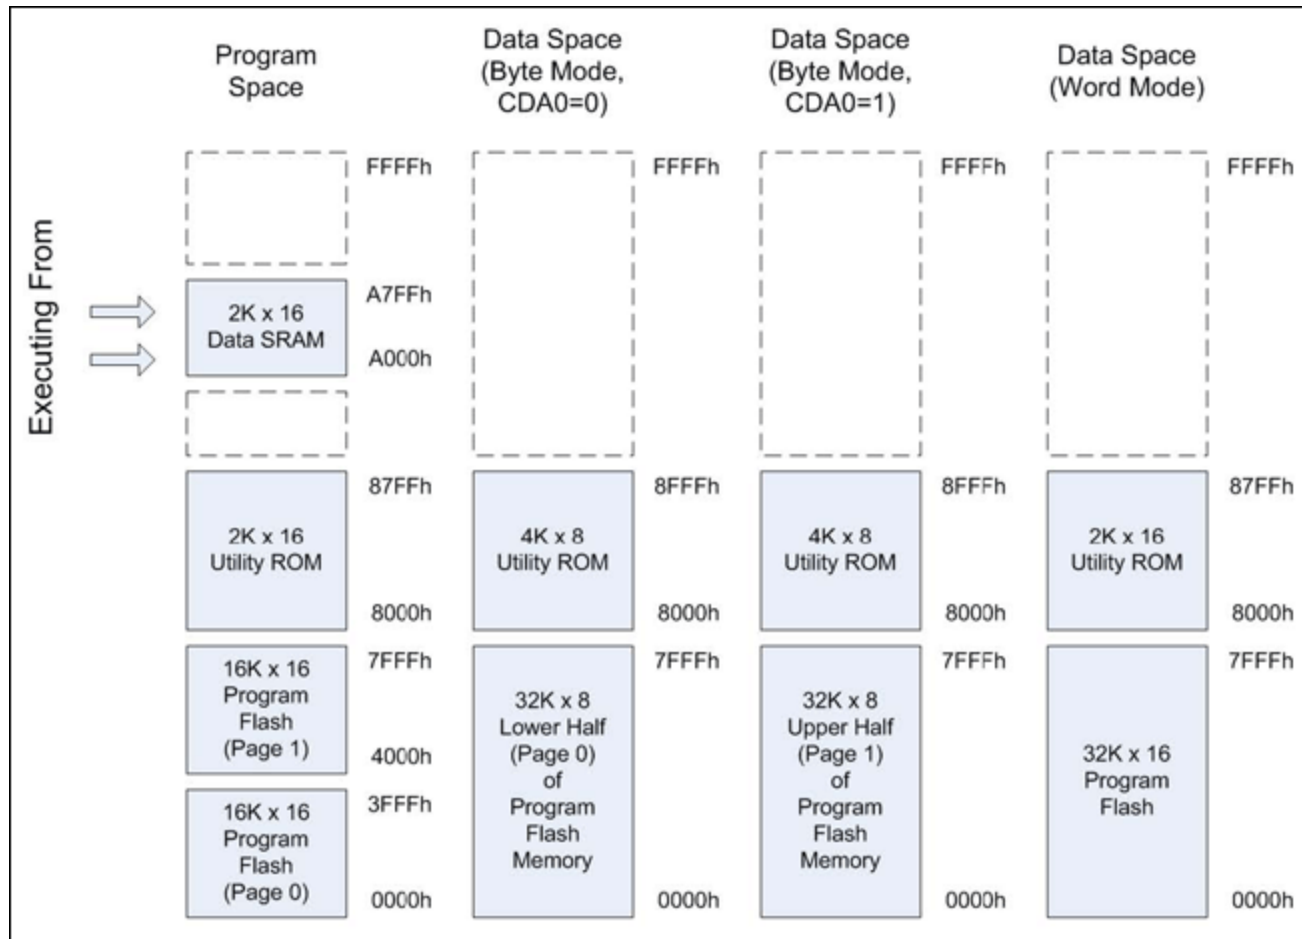 Program
Space
Data Space
(Byte Mode,
CDA0=0)
Data Space
(Byte Mode,
CDA0=1)
Data Space
(Word Mode)
Executing From
FFFFh
2K x 16
Data SRAM
A7FFh
A000h
2K x 16
Utility ROM
87FFh
8000h
16K x 16
Program
Flash
(Page 1)
7FFFh
4000h
16K x 16
Program
Flash
(Page 0)
3FFFh
0000h
FFFFh
4K x 8
Utility ROM
8FFFh
8000h
32K x 8
Lower Half
(Page 0)
of
Program
Flash
Memory
7FFFh
0000h
FFFFh
4K x 8
Utility ROM
8FFFh
8000h
32K x 8
Upper Half
(Page 1)
of
Program
Flash
Memory
7FFFh
0000h
FFFFh
2K x 16
Utility ROM
87FFh
8000h
32K x 16
Program
Flash
7FFFh
0000h